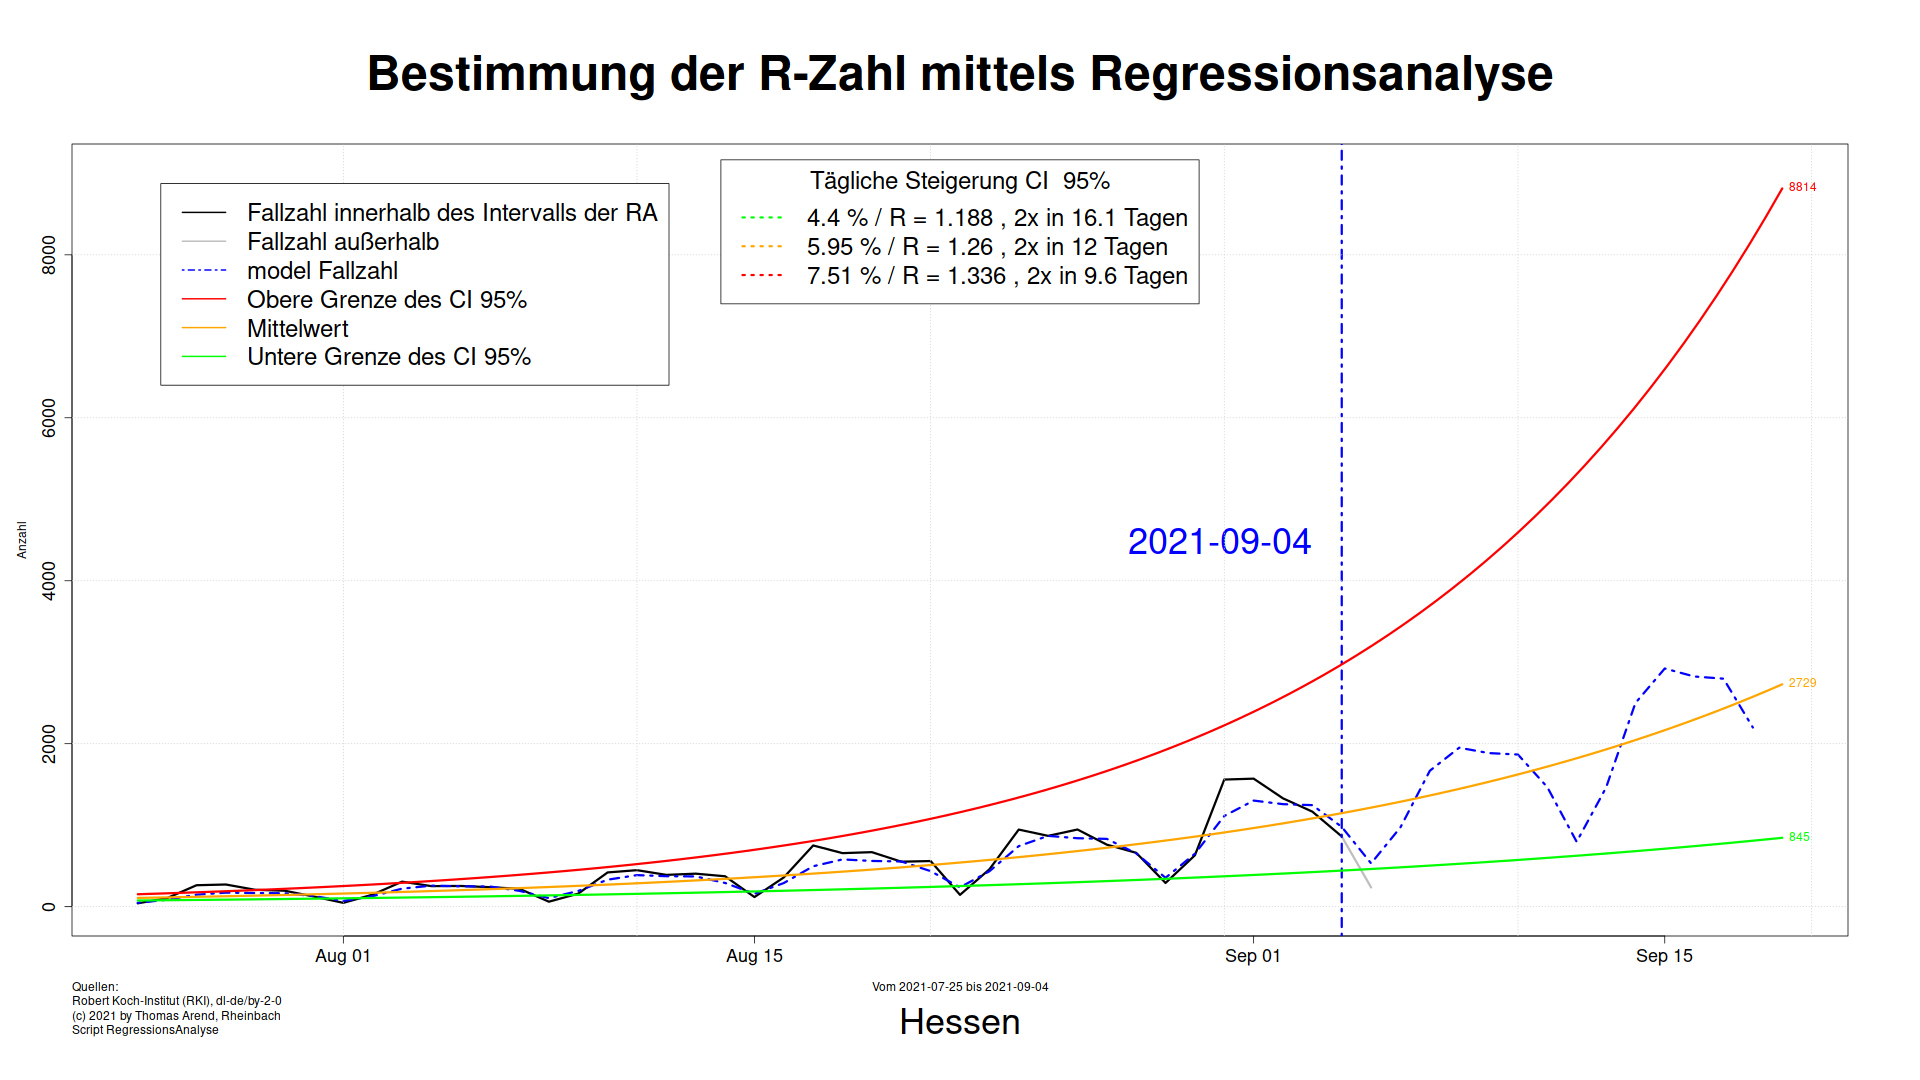 Bestimmung der R-Zahl mittels Regressionsanalyse
Fallzahl innerhalb des Intervalls der RA
Fallzahl außerhalb
model Fallzahl
Obere Grenze des CI 95%
Mittelwert
Untere Grenze des CI 95%
Tägliche Steigerung CI  95%
4.4 % / R = 1.188 , 2x in 16.1 Tagen
5.95 % / R = 1.26 , 2x in 12 Tagen
7.51 % / R = 1.336 , 2x in 9.6 Tagen
8814
2729
845
2021-09-04
Anzahl
8000
6000
4000
2000
0
Aug 01
Aug 15
Sep 01
Sep 15
Quellen:
Robert Koch-Institut (RKI), dl-de/by-2-0
(c) 2021 by Thomas Arend, Rheinbach
Script RegressionsAnalyse
Vom 2021-07-25 bis 2021-09-04
Hessen